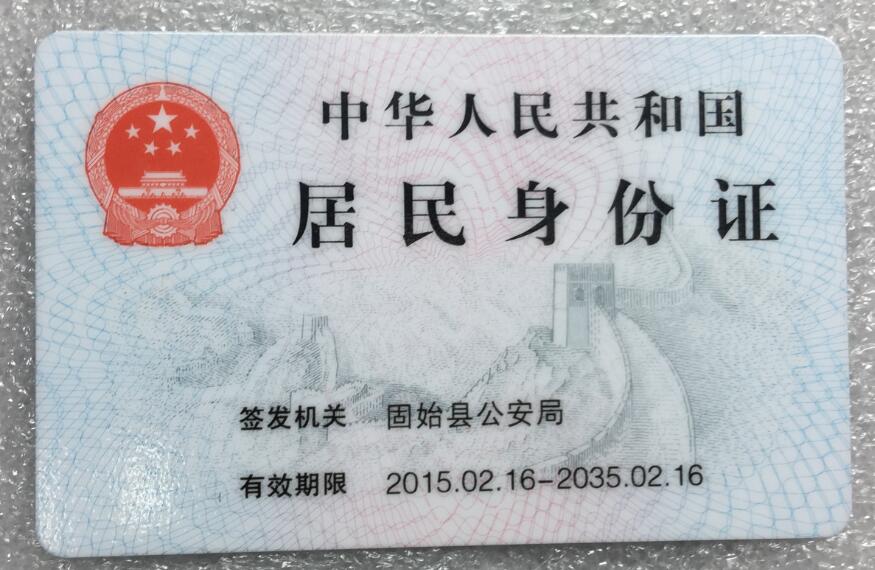 中华人民共和国
居民身份证
签发机关 固始县公安局
有效期限 2015.02.16-2035.02.16